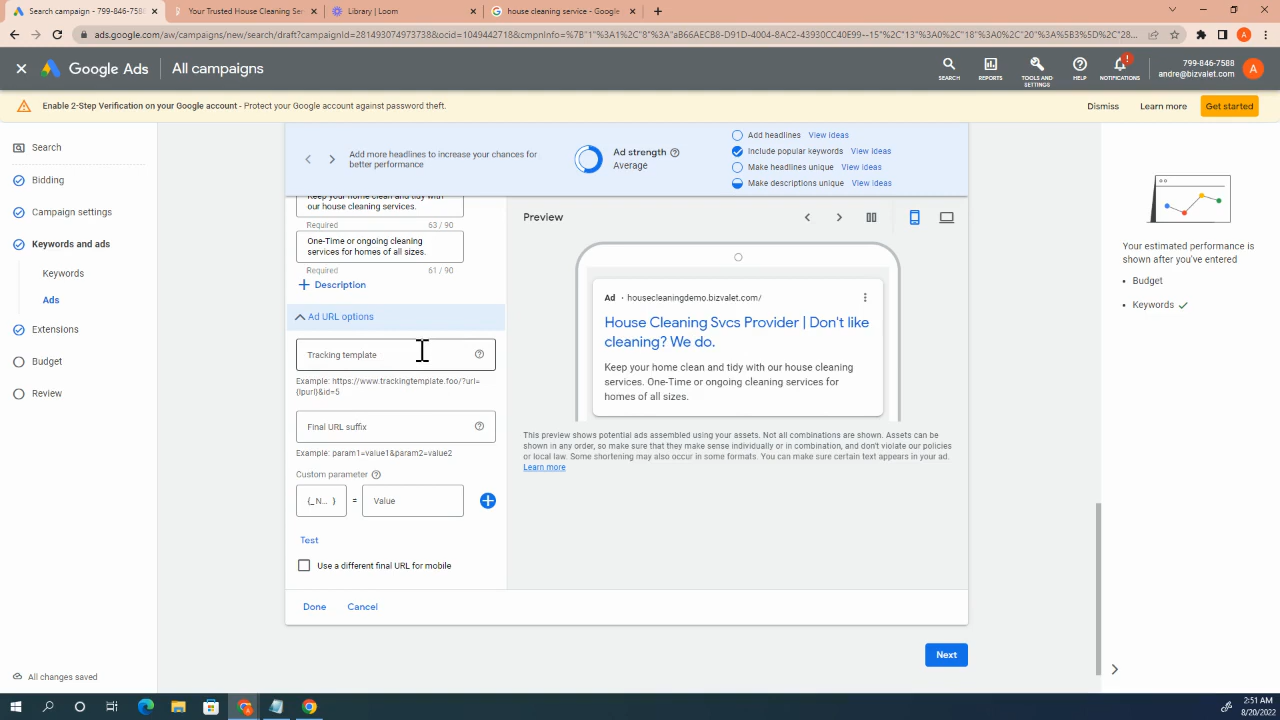 Search campaign - 799-846-7588
Your Trusted House Cleaning Ser
Library | Loom
house cleaning service - Google
ads.google.com/aw/campaigns/new/search/draft?campaignId=281493074973738&ocid=1049442718&cmpnInfo=%7B"1"%3A1%2C"8"%3A"aB66AECB8-D91D-4004-8AC2-43930CC40E99--15"%2C"13"%3A0%2C"18"%3A0%2C"20"%3A%5B3%5D%2C"28...
Google Ads
All campaigns
SEARCH
REPORTS
TOOLS AND
SETTINGS
HELP
NOTIFICATIONS
799-846-7588
andre@bizvalet.com
A
Enable 2-Step Verification on your Google account - Protect your Google account against password theft.
Dismiss
Learn more
Get started
Search
Bidding
Campaign settings
Keywords and ads
Keywords
Ads
Extensions
Budget
Review
All changes saved
Add more headlines to increase your chances for
better performance
Ad strength
Average
Add headlines View ideas
Include popular keywords View ideas
Make headlines unique View ideas
Make descriptions unique View ideas
Keep your home clean and tidy with
our house cleaning services.
Required 63 / 90
One-Time or ongoing cleaning
services for homes of all sizes.
Required 61 / 90
Description
Ad URL options
Tracking template
Example: https://www.trackingtemplate.foo/?url=
{lpurl}&id=5
Final URL suffix
Example: param1=value1&param2=value2
Custom parameter
{_N... } = Value
Test
Use a different final URL for mobile
Done
Cancel
Preview
Ad · housecleaningdemo.bizvalet.com/
House Cleaning Svcs Provider | Don't like
cleaning? We do.
Keep your home clean and tidy with our house cleaning
services. One-Time or ongoing cleaning services for
homes of all sizes.
This preview shows potential ads assembled using your assets. Not all combinations are shown. Assets can be
shown in any order, so make sure that they make sense individually or in combination, and don't violate our policies
or local law. Some shortening may also occur in some formats. You can make sure certain text appears in your ad.
Learn more
Next
Your estimated performance is
shown after you've entered
• Budget
• Keywords
2:51 AM
8/20/2022